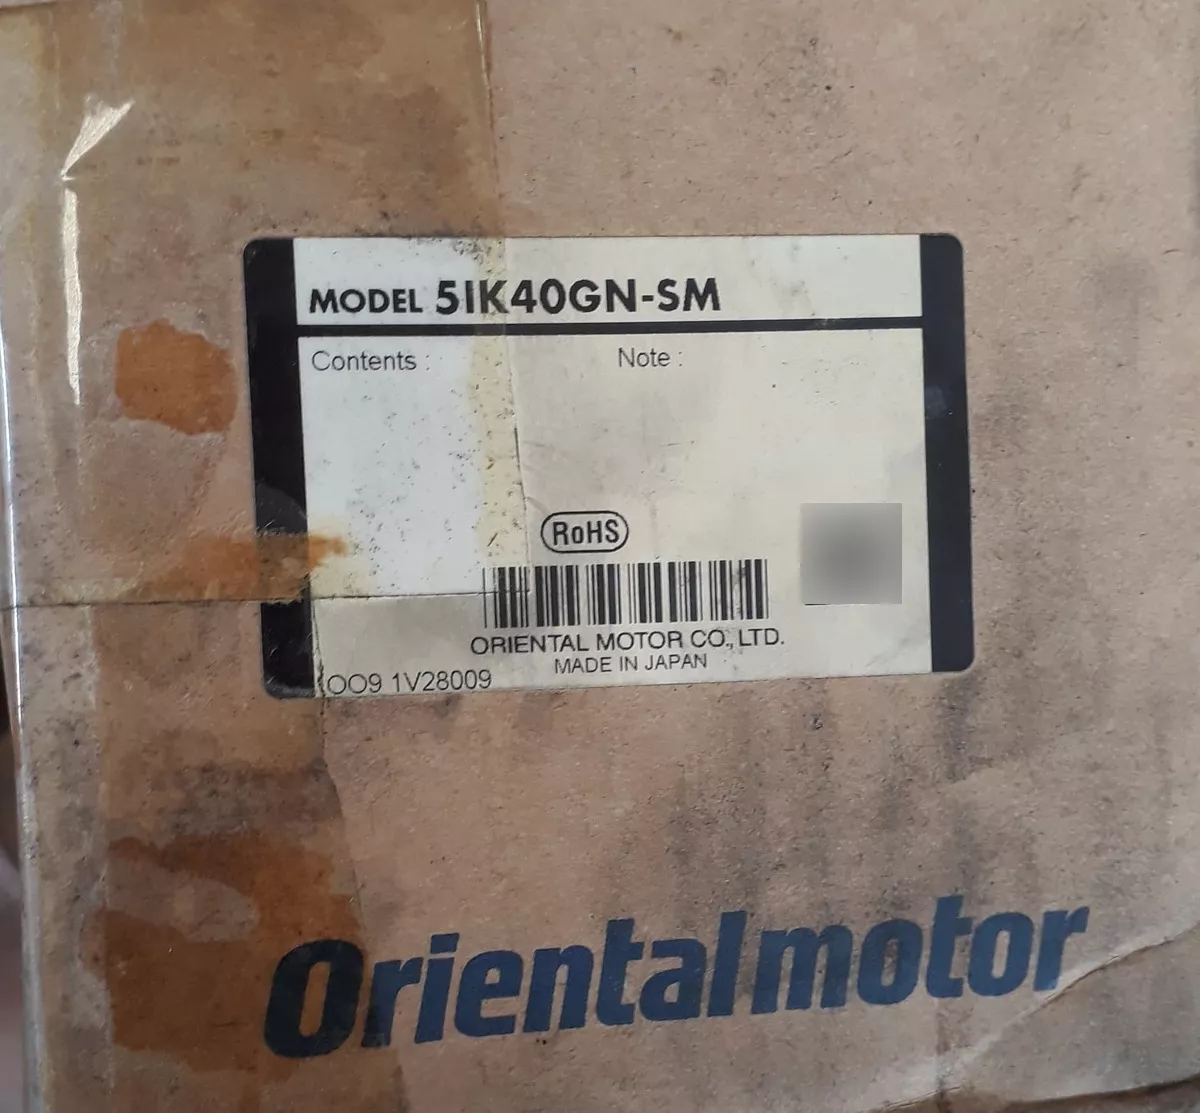 MODEL 5IK40GN-SM
Contents :
Note :
RoHS
ORIENTAL MOTOR CO., LTD.
MADE IN JAPAN
OO9 1V28009
Orientalmotor